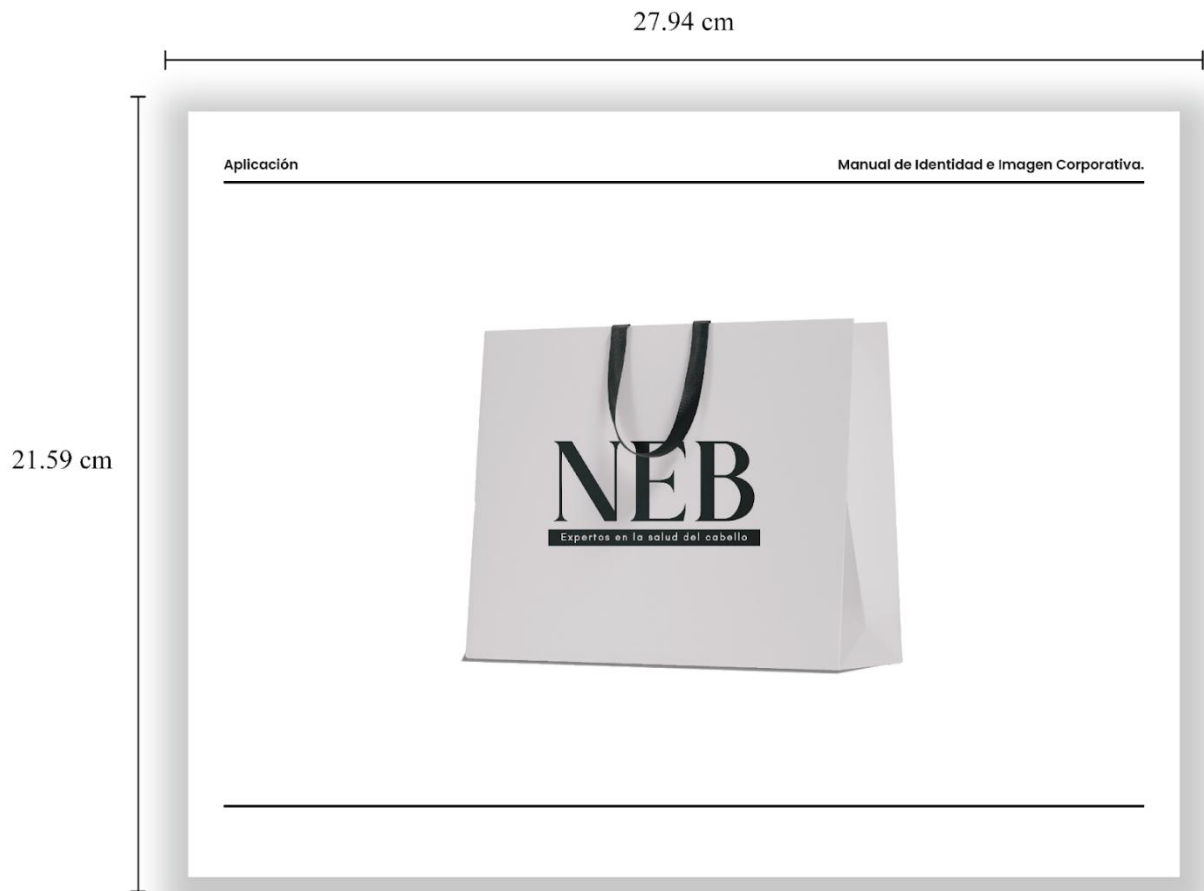 27.94 cm
Aplicación
Manual de Identidad e Imagen Corporativa.
21.59 cm
NEB
Expertos en la salud del cabello